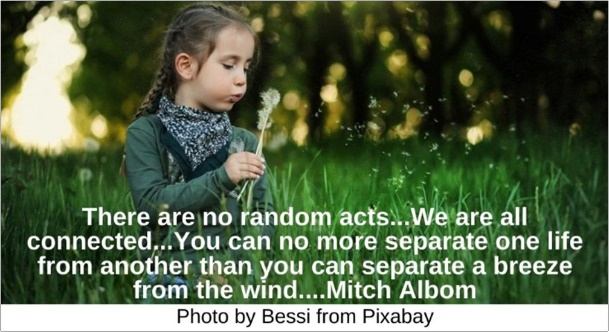 There are no random acts...We are all
connected...You can no more separate one life
from another than you can separate a breeze
from the wind....Mitch Albom
Photo by Bessi from Pixabay